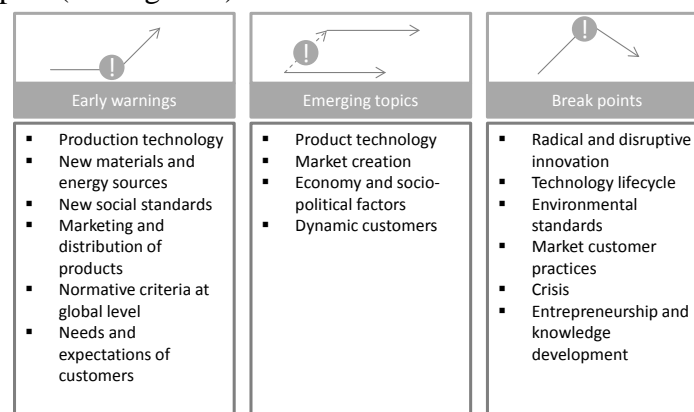 Early warnings
▪ Production technology
▪ New materials and
energy sources
▪ New social standards
▪ Marketing and
distribution of
products
▪ Normative criteria at
global level
▪ Needs and
expectations of
customers
Emerging topics
▪ Product technology
▪ Market creation
▪ Economy and socio-
political factors
▪ Dynamic customers
Break points
▪ Radical and disruptive
innovation
▪ Technology lifecycle
▪ Environmental
standards
▪ Market customer
practices
▪ Crisis
▪ Entrepreneurship and
knowledge
development